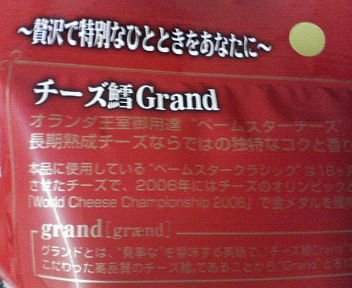 ～贅沢で特別なひとときをあなたに～
チーズ鱈Grand
オランダ王室御用達 “ベームスターチーズ
長期熟成チーズならではの独特なコクと香り
本品に使用している“ベームスタークラシック”は18ヶ
させたチーズで、2006年にはチーズのオリンピックと
「World Cheese Championship 2006」で金メダルを
grand[grænd]
グランドとは、“見事な”を意味する英語で、“チーズ鱈Grand”
こだわった高品質のチーズ鱈。であることから“Grand”と